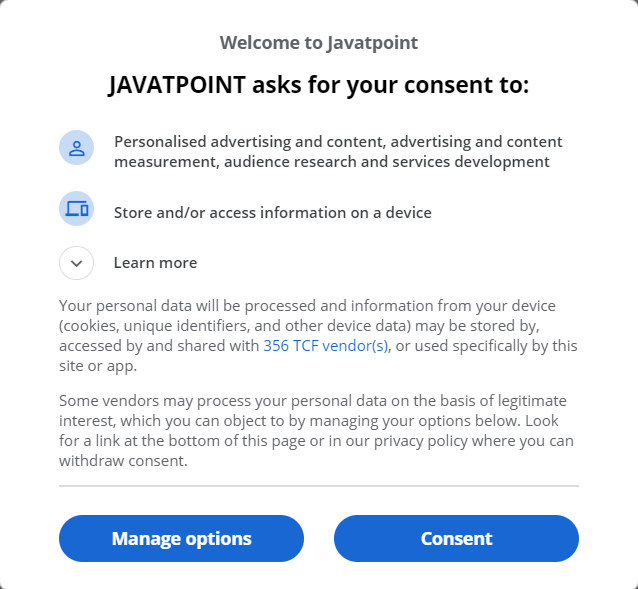 Welcome to Javatpoint
JAVATPOINT asks for your consent to:
Personalised advertising and content, advertising and content
measurement, audience research and services development
Store and/or access information on a device
Learn more
Your personal data will be processed and information from your device
(cookies, unique identifiers, and other device data) may be stored by,
accessed by and shared with 356 TCF vendor(s), or used specifically by this
site or app.
Some vendors may process your personal data on the basis of legitimate
interest, which you can object to by managing your options below. Look
for a link at the bottom of this page or in our privacy policy where you can
withdraw consent.
Manage options
Consent